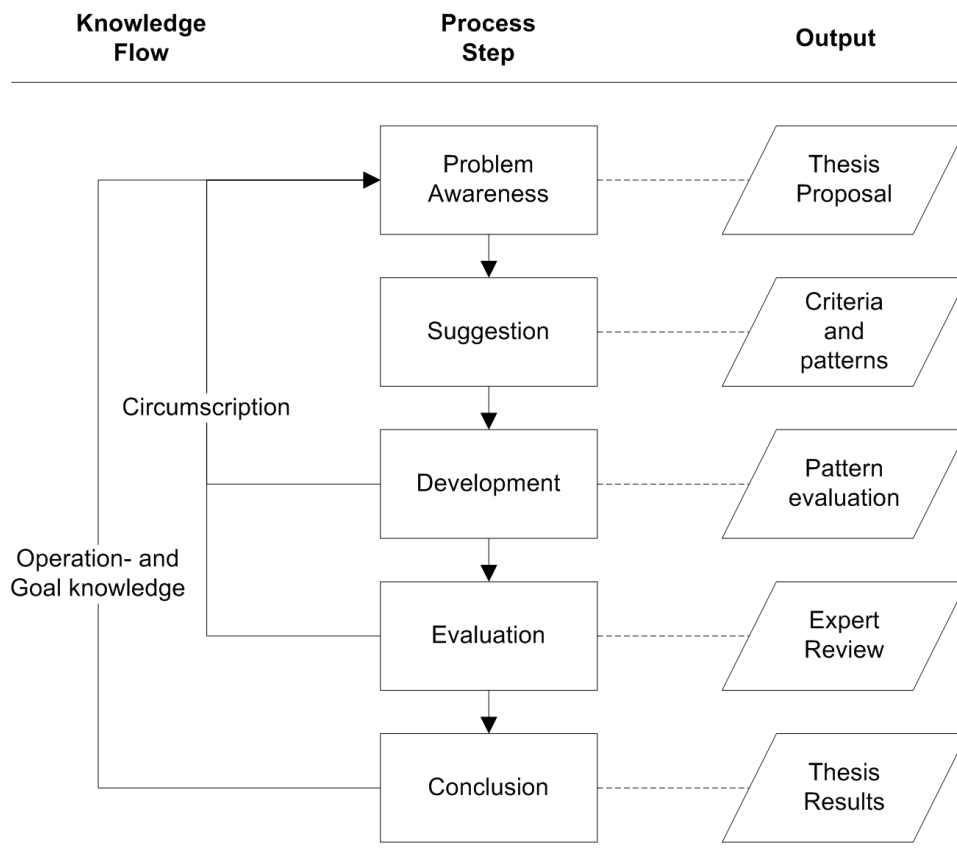 Knowledge
Flow
Process
Step
Output
Problem
Awareness
Thesis
Proposal
Suggestion
Criteria
and
patterns
Circumscription
Development
Pattern
evaluation
Operation- and
Goal knowledge
Evaluation
Expert
Review
Conclusion
Thesis
Results